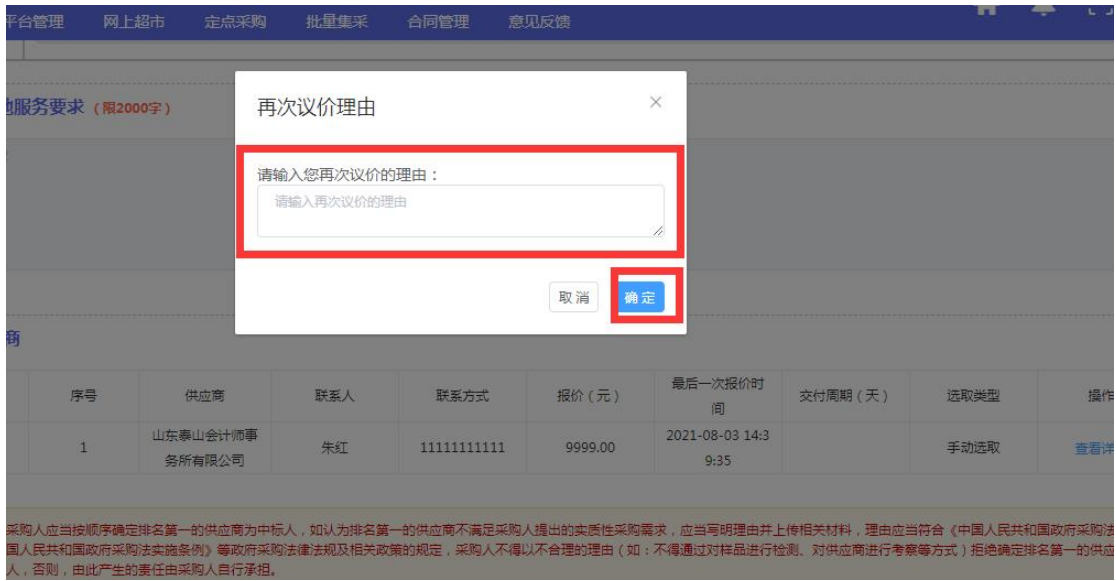 平台管理 网上超市 定点采购 批量集采 合同管理 意见反馈
服务要求（限2000字）
再次议价理由
请输入您再次议价的理由：
请输入再次议价的理由
取消 确定
商
序号 供应商 联系人 联系方式 报价（元） 最后一次报价时间 交付周期（天） 选取类型 操作
1 山东泰山会计师事务所有限公司 朱红 11111111111 9999.00 2021-08-03 14:39:35 手动选取 查看详
采购人应当按顺序确定排名第一的供应商为中标人，如认为排名第一的供应商不满足采购人提出的实质性采购需求，应当写明理由并上传相关材料，理由应当符合《中国人民共和国政府采购法
国人民共和国政府采购法实施条例》等政府采购法律法规及相关政策的规定，采购人不得以不合理的理由（如：不得通过对样品进行检测、对供应商进行考察等方式）拒绝确定排名第一的供应
人，否则，由此产生的责任由采购人自行承担。